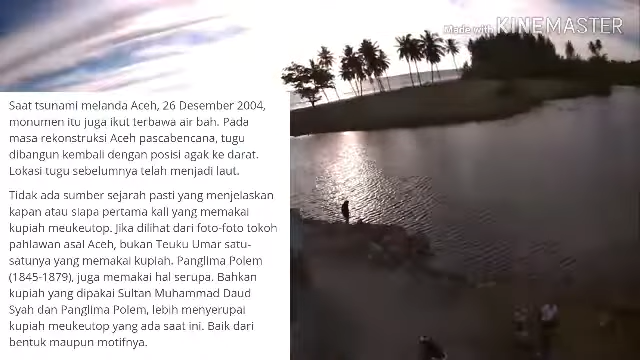 Made with KINEMASTER
Saat tsunami melanda Aceh, 26 Desember 2004,
monumen itu juga ikut terbawa air bah. Pada
masa rekonstruksi Aceh pascabencana, tugu
dibangun kembali dengan posisi agak ke darat.
Lokasi tugu sebelumnya telah menjadi laut.
Tidak ada sumber sejarah pasti yang menjelaskan
kapan atau siapa pertama kali yang memakai
kupiah meukeutop. Jika dilihat dari foto-foto tokoh
pahlawan asal Aceh, bukan Teuku Umar satu-
satunya yang memakai kupiah. Panglima Polem
(1845-1879), juga memakai hal serupa. Bahkan
kupiah yang dipakai Sultan Muhammad Daud
Syah dan Panglima Polem, lebih menyerupai
kupiah meukeutop yang ada saat ini. Baik dari
bentuk maupun motifnya.